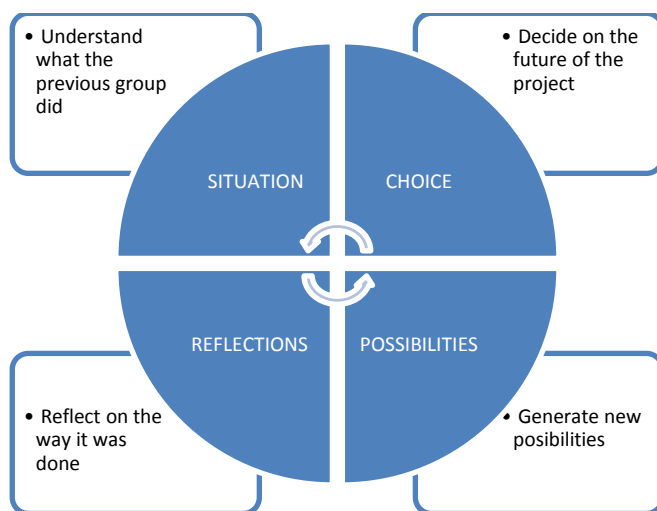 • Understand
what the
previous group
did
• Decide on the
future of the
project
SITUATION
CHOICE
REFLECTIONS
POSSIBILITIES
• Reflect on the
way it was
done
• Generate new
posibilities